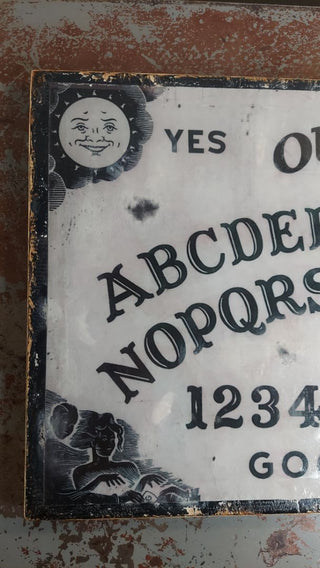 YES OU
ABCDE
NOPQRS
1234
GO